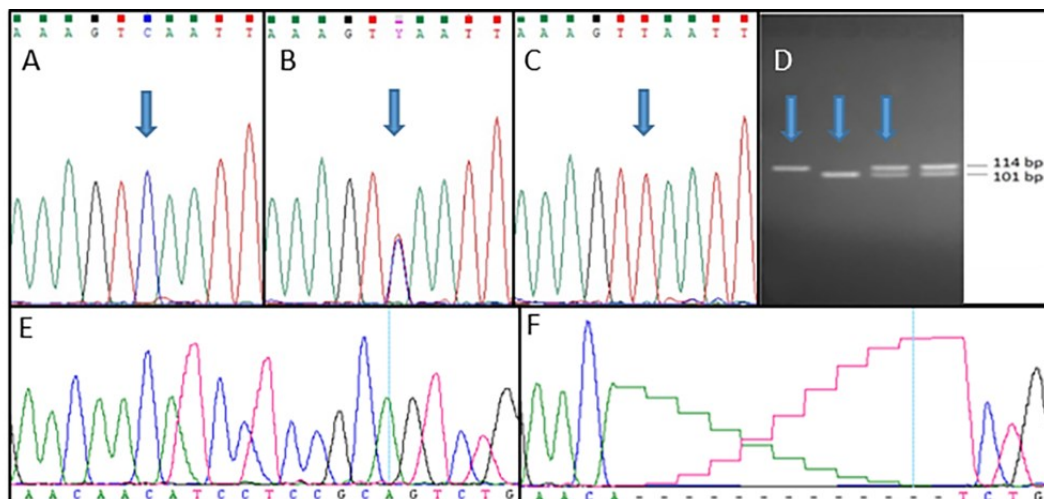 A A A G T C A A T T
A A A G T Y A A T T
A A A G T T A A T T
A
B
C
D
114 bp
101 bp
E
F
A A C A A C A T C C T C C G C A G T C T G
A A C A - - - - - - - - - - - - - T C T G